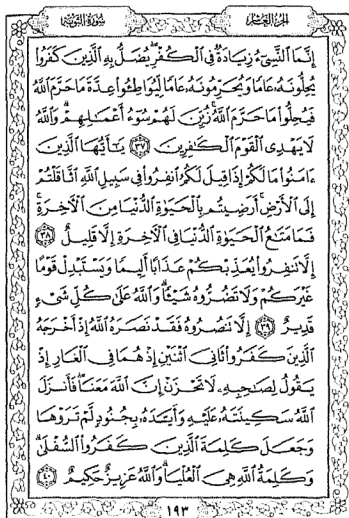 الجزء العاشر
سورة التوبة
إِنَّمَا ٱلنَّسِىٓءُ زِيَادَةٌ فِى ٱلْكُفْرِ يُضَلُّ بِهِ ٱلَّذِينَ كَفَرُوا۟
يُحِلُّونَهُۥ عَامًا وَيُحَرِّمُونَهُۥ عَامًا لِّيُوَاطِـُٔوا۟ عِدَّةَ مَا حَرَّمَ ٱللَّهُ
فَيُحِلُّوا۟ مَا حَرَّمَ ٱللَّهُ زُيِّنَ لَهُمْ سُوٓءُ أَعْمَٰلِهِمْ وَٱللَّهُ
لَا يَهْدِى ٱلْقَوْمَ ٱلْكَٰفِرِينَ ٣٧ يَٰٓأَيُّهَا ٱلَّذِينَ
ءَامَنُوا۟ مَا لَكُمْ إِذَا قِيلَ لَكُمُ ٱنفِرُوا۟ فِى سَبِيلِ ٱللَّهِ ٱثَّاقَلْتُمْ
إِلَى ٱلْأَرْضِ أَرَضِيتُم بِٱلْحَيَوٰةِ ٱلدُّنْيَا مِنَ ٱلْـَٔاخِرَةِ
فَمَا مَتَٰعُ ٱلْحَيَوٰةِ ٱلدُّنْيَا فِى ٱلْـَٔاخِرَةِ إِلَّا قَلِيلٌ ٣٨
إِلَّا تَنفِرُوا۟ يُعَذِّبْكُمْ عَذَابًا أَلِيمًا وَيَسْتَبْدِلْ قَوْمًا
غَيْرَكُمْ وَلَا تَضُرُّوهُ شَيْـًٔا وَٱللَّهُ عَلَىٰ كُلِّ شَىْءٍ
قَدِيرٌ ٣٩ إِلَّا تَنصُرُوهُ فَقَدْ نَصَرَهُ ٱللَّهُ إِذْ أَخْرَجَهُ
ٱلَّذِينَ كَفَرُوا۟ ثَانِىَ ٱثْنَيْنِ إِذْ هُمَا فِى ٱلْغَارِ إِذْ
يَقُولُ لِصَٰحِبِهِۦ لَا تَحْزَنْ إِنَّ ٱللَّهَ مَعَنَا فَأَنزَلَ
ٱللَّهُ سَكِينَتَهُۥ عَلَيْهِ وَأَيَّدَهُۥ بِجُنُودٍ لَّمْ تَرَوْهَا
وَجَعَلَ كَلِمَةَ ٱلَّذِينَ كَفَرُوا۟ ٱلسُّفْلَىٰ
وَكَلِمَةُ ٱللَّهِ هِىَ ٱلْعُلْيَا وَٱللَّهُ عَزِيزٌ حَكِيمٌ ٤٠
١٩٣